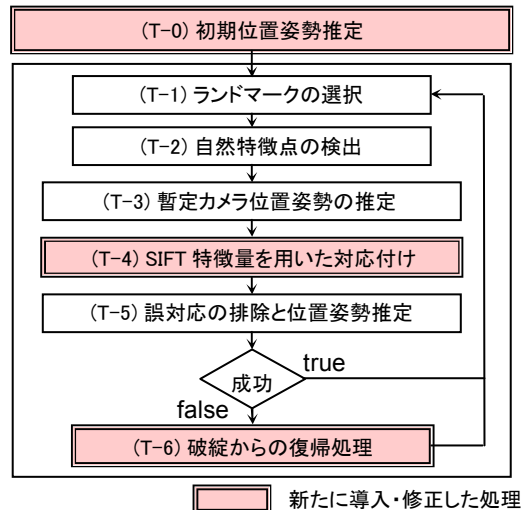 (T-0) 初期位置姿勢推定
(T-1) ランドマークの選択
(T-2) 自然特徴点の検出
(T-3) 暫定カメラ位置姿勢の推定
(T-4) SIFT 特徴量を用いた対応付け
(T-5) 誤対応の排除と位置姿勢推定
成功
true
false
(T-6) 破綻からの復帰処理
新たに導入・修正した処理